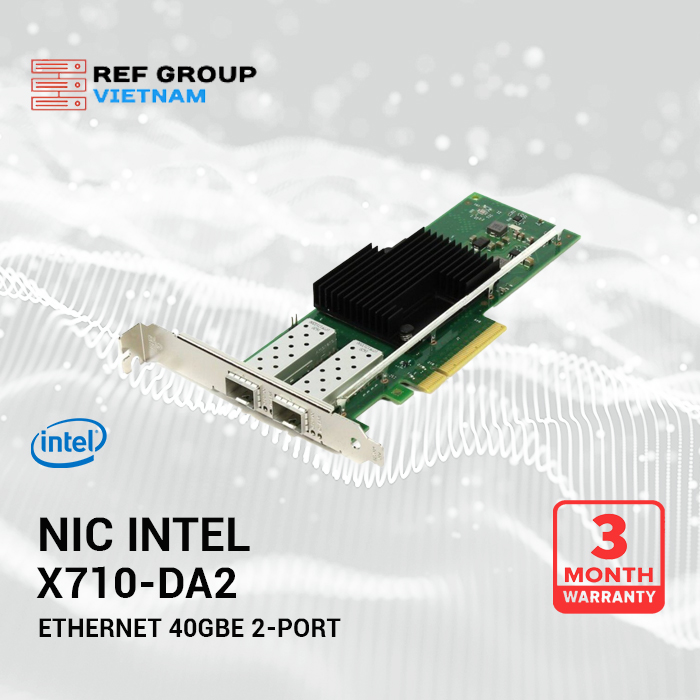 REF GROUP
VIETNAM
intel
NIC INTEL
X710-DA2
ETHERNET 40GBE 2-PORT
3
MONTH
WARRANTY